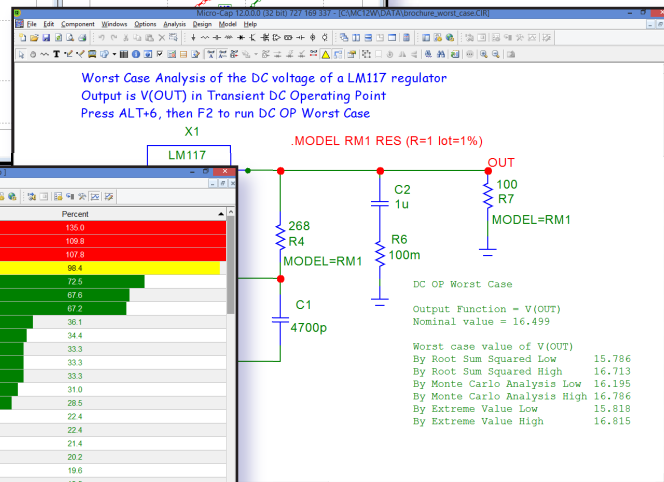 Micro-Cap 12.0.0.0 (32 bit) 727 169 337 - [C:\MC12W\DATA\brochure_worst_case.CIR]
File Edit Component Windows Options Analysis Design Model Help
Worst Case Analysis of the DC voltage of a LM117 regulator
Output is V(OUT) in Transient DC Operating Point
Press ALT+6, then F2 to run DC OP Worst Case
X1
LM117
.MODEL RM1 RES (R=1 lot=1%)
OUT
100
R7
MODEL=RM1
C2
1u
268
R4
MODEL=RM1
R6
100m
C1
4700p
DC OP Worst Case
Output Function = V(OUT)
Nominal value = 16.499
Worst case value of V(OUT)
By Root Sum Squared Low 15.786
By Root Sum Squared High 16.713
By Monte Carlo Analysis Low 16.195
By Monte Carlo Analysis High 16.786
By Extreme Value Low 15.818
By Extreme Value High 16.815
Percent
135.0
109.8
107.8
98.4
72.5
67.6
67.2
36.1
34.4
33.3
33.3
33.3
31.0
28.5
22.4
22.4
21.4
20.2
19.6